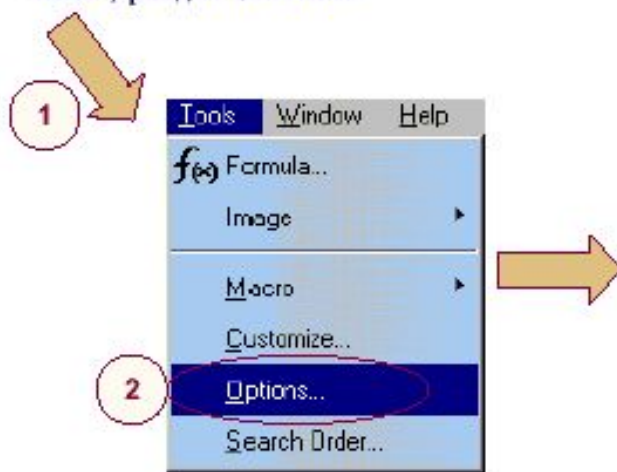 1
Tools Window Help
f(x) Formula...
Image
Macro
Customize...
2
Options...
Search Order...